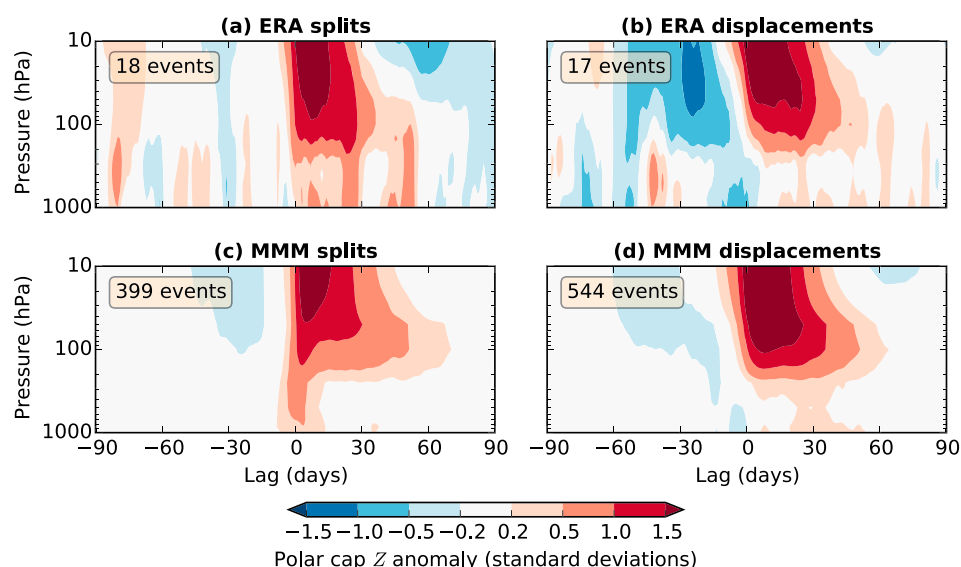 (a) ERA splits
(b) ERA displacements
10
100
1000
Pressure (hPa)
18 events
17 events
(c) MMM splits
(d) MMM displacements
10
100
1000
Pressure (hPa)
399 events
544 events
−90 −60 −30 0 30 60 90
−90 −60 −30 0 30 60 90
Lag (days)
Lag (days)
−1.5 −1.0 −0.5 −0.2 0.2 0.5 1.0 1.5
Polar cap Z anomaly (standard deviations)